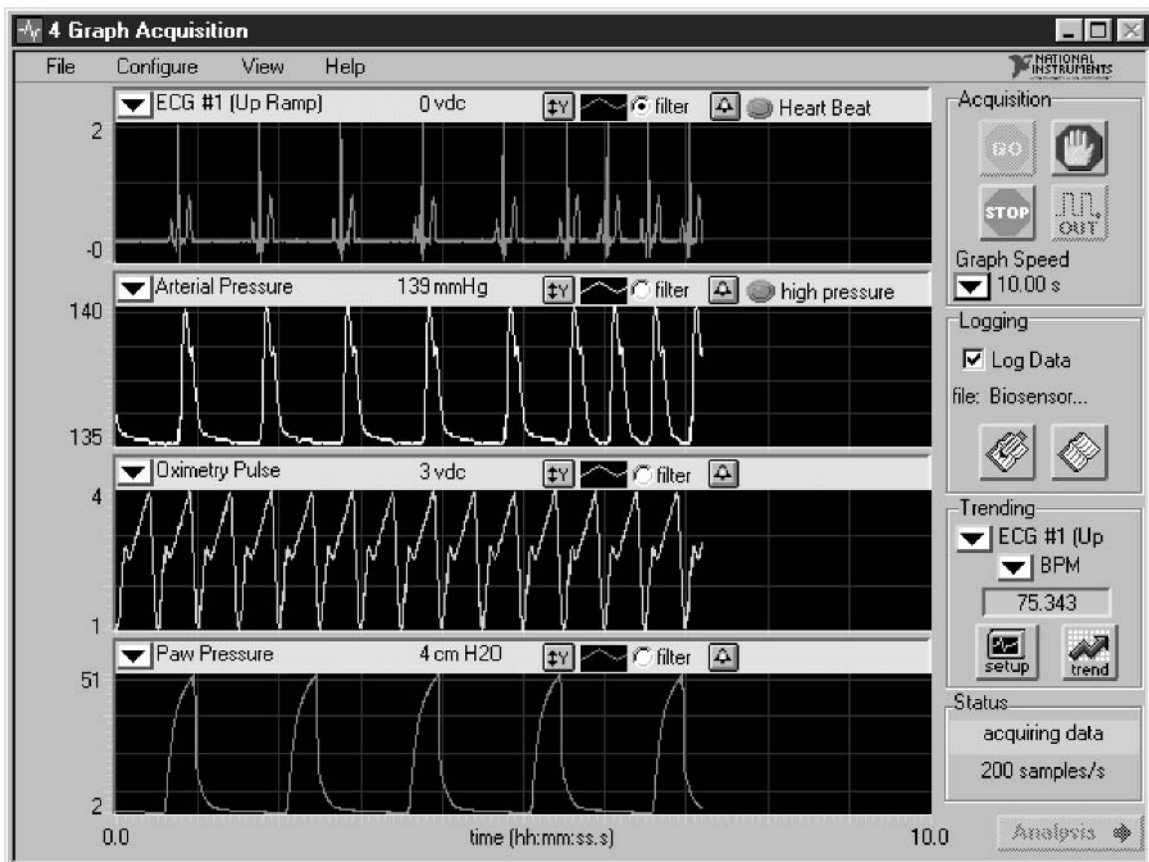 4 Graph Acquisition
File Configure View Help
NATIONAL INSTRUMENTS
ECG #1 (Up Ramp) 0 vdc ↕Y filter Heart Beat
2
-0
Arterial Pressure 139 mmHg ↕Y filter high pressure
140
135
Oximetry Pulse 3 vdc ↕Y filter
4
1
Paw Pressure 4 cm H2O ↕Y filter
51
2
0.0 time (hh:mm:ss.s) 10.0
Acquisition
GO
STOP OUT
Graph Speed
10.00 s
Logging
Log Data
file: Biosensor...
Trending
ECG #1 (Up
BPM
75.343
setup trend
Status
acquiring data
200 samples/s
Analysis